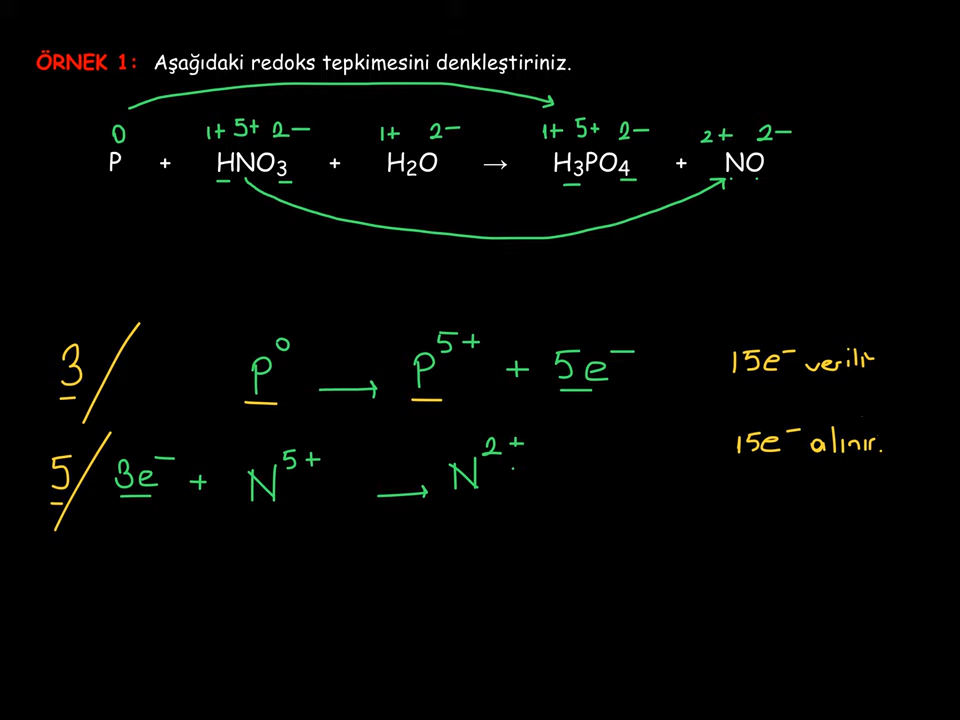 ÖRNEK 1: Aşağıdaki redoks tepkimesini denkleştiriniz.
0 1+ 5+ 2− 1+ 2− 1+ 5+ 2− 2+ 2−
P + HNO₃ + H₂O → H₃PO₄ + NO
3/ P⁰ → P⁵⁺ + 5e⁻ 15e⁻ verilir
5/ 3e⁻ + N⁵⁺ → N²⁺ 15e⁻ alınır.